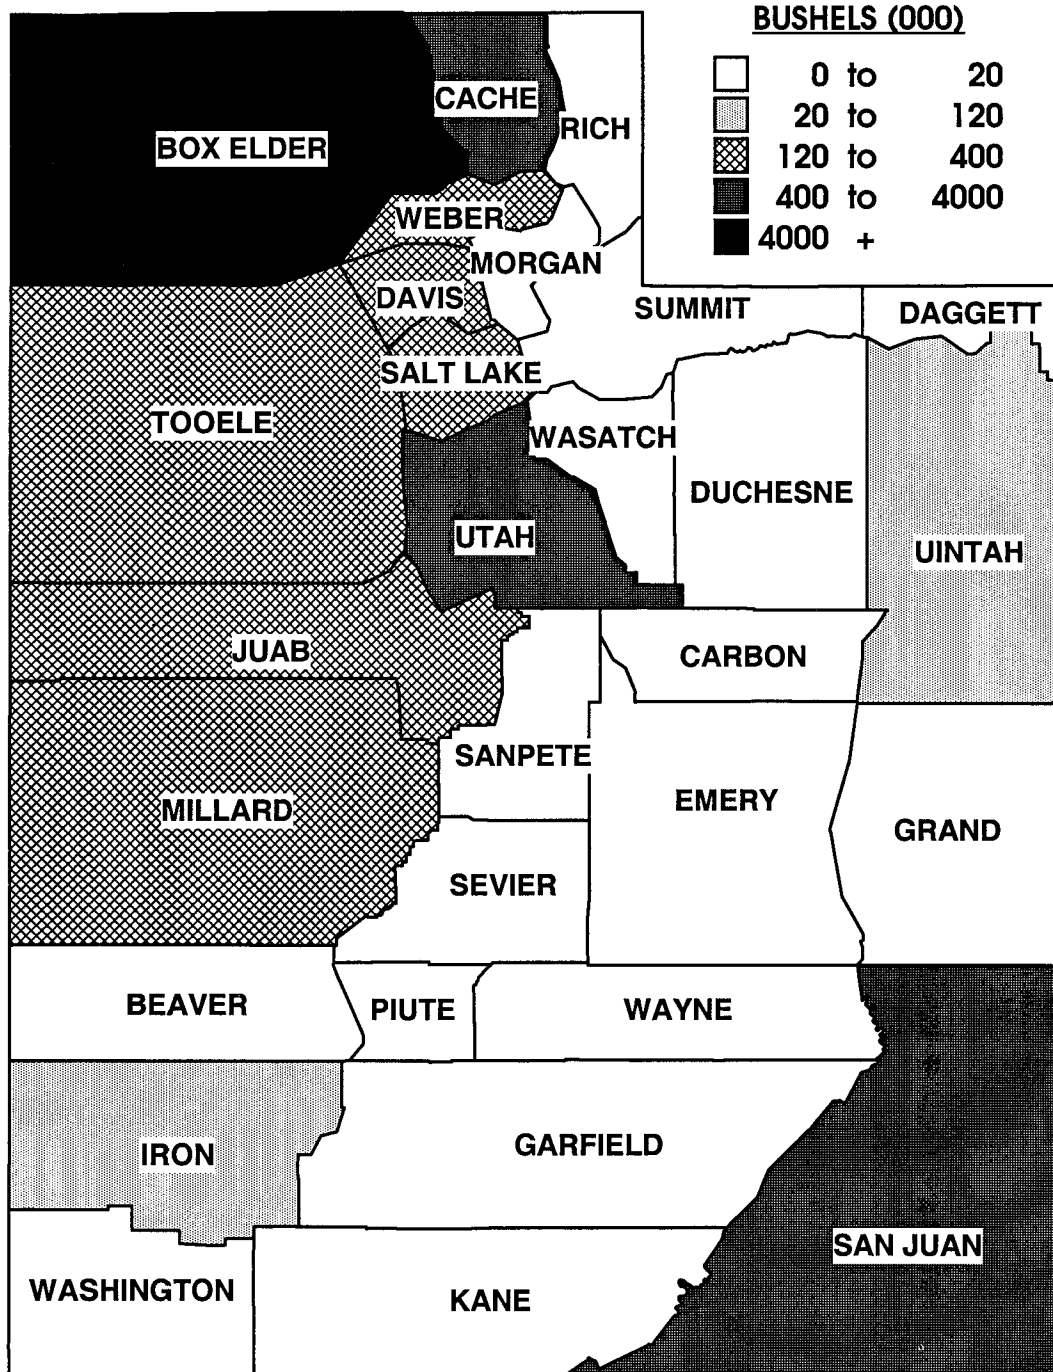 BUSHELS (000)
0 to 20
20 to 120
120 to 400
400 to 4000
4000 +
CACHE
RICH
BOX ELDER
WEBER
MORGAN
DAVIS
SUMMIT
DAGGETT
SALT LAKE
TOOELE
WASATCH
DUCHESNE
UTAH
UINTAH
JUAB
CARBON
SANPETE
MILLARD
EMERY
GRAND
SEVIER
BEAVER
PIUTE
WAYNE
IRON
GARFIELD
SAN JUAN
WASHINGTON
KANE